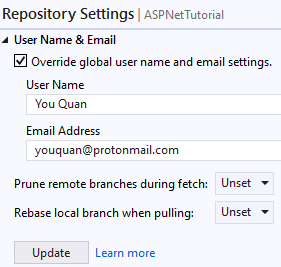 Repository Settings | ASPNetTutorial
User Name & Email
Override global user name and email settings.
User Name
You Quan
Email Address
youquan@protonmail.com
Prune remote branches during fetch: Unset
Rebase local branch when pulling: Unset
Update Learn more